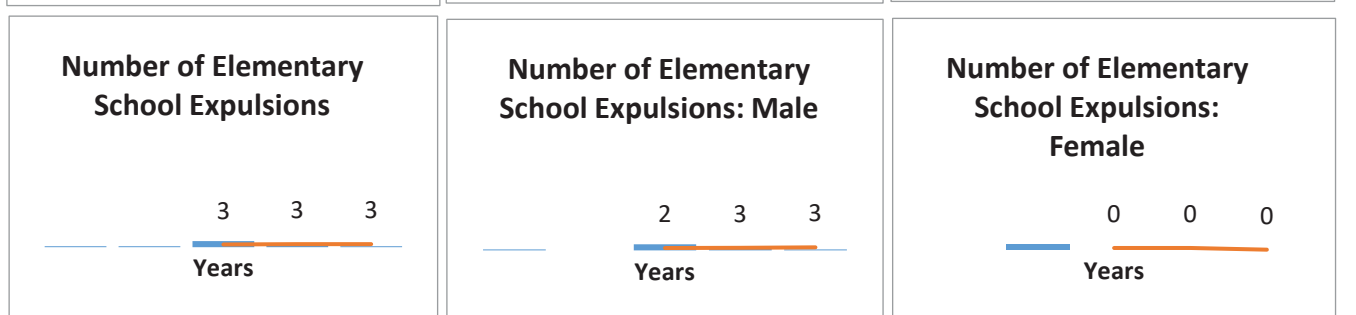 Number of Elementary
School Expulsions
3 3 3
Years
Number of Elementary
School Expulsions: Male
2 3 3
Years
Number of Elementary
School Expulsions:
Female
0 0 0
Years